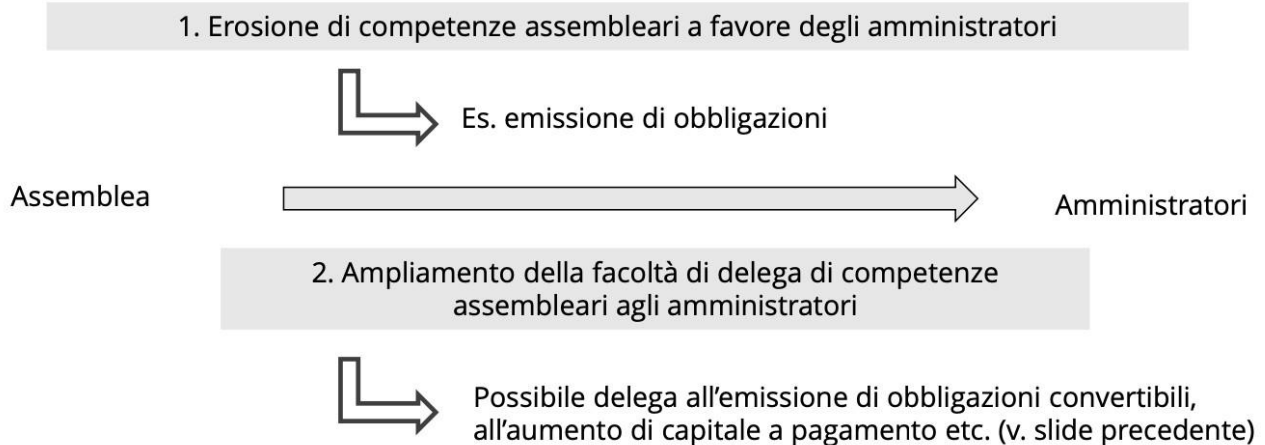 1. Erosione di competenze assembleari a favore degli amministratori
Es. emissione di obbligazioni
Assemblea
Amministratori
2. Ampliamento della facoltà di delega di competenze
assembleari agli amministratori
Possibile delega all'emissione di obbligazioni convertibili,
all'aumento di capitale a pagamento etc. (v. slide precedente)